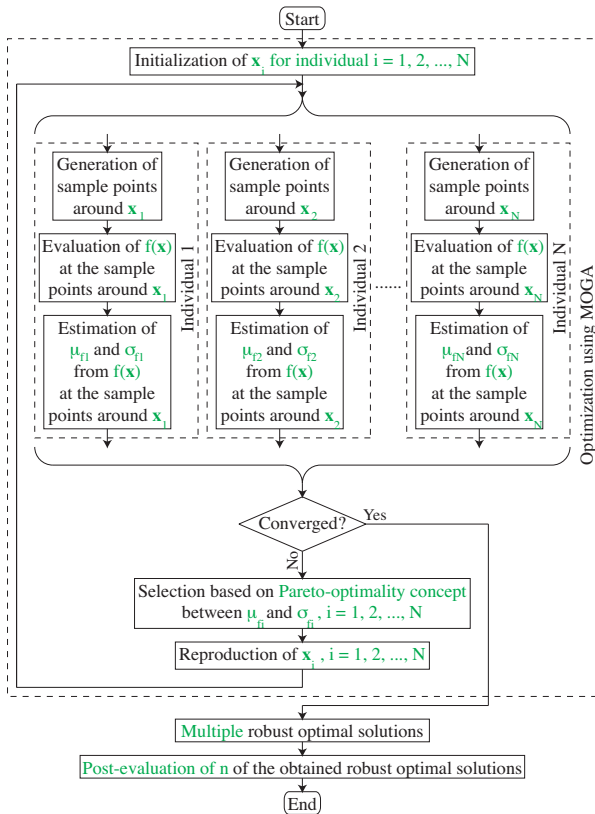 Start
Initialization of x_i for individual i = 1, 2, ..., N
Generation of
sample points
around x_1
Evaluation of f(x)
at the sample
points around x_1
Estimation of
μ_f1 and σ_f1
from f(x)
at the sample
points around x_1
Individual 1
Generation of
sample points
around x_2
Evaluation of f(x)
at the sample
points around x_2
Estimation of
μ_f2 and σ_f2
from f(x)
at the sample
points around x_2
Individual 2
......
Generation of
sample points
around x_N
Evaluation of f(x)
at the sample
points around x_N
Estimation of
μ_fN and σ_fN
from f(x)
at the sample
points around x_N
Individual N
Optimization using MOGA
Converged?
Yes
No
Selection based on Pareto-optimality concept
between μ_fi and σ_fi , i = 1, 2, ..., N
Reproduction of x_i , i = 1, 2, ..., N
Multiple robust optimal solutions
Post-evaluation of n of the obtained robust optimal solutions
End